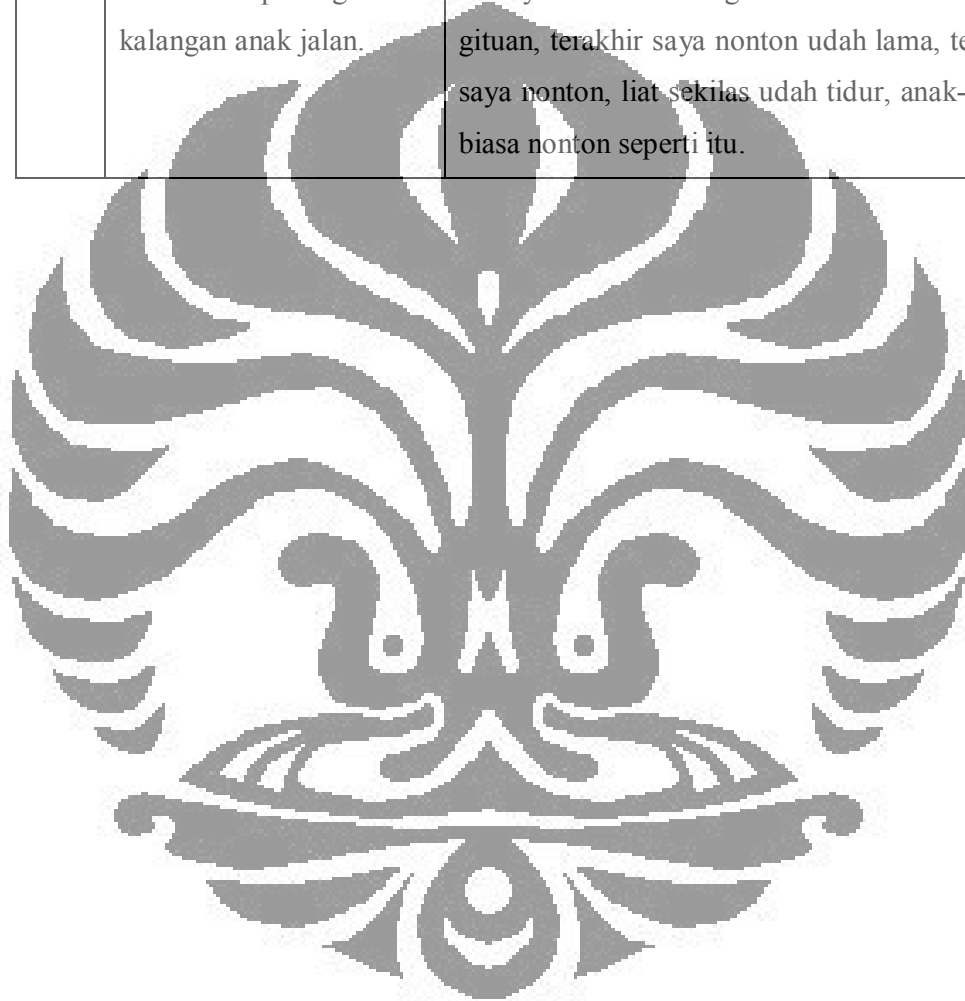 kalangan anak jalan.
gituan, terakhir saya nonton udah lama,
saya nonton, liat sekilas udah tidur, anak-
biasa nonton seperti itu.